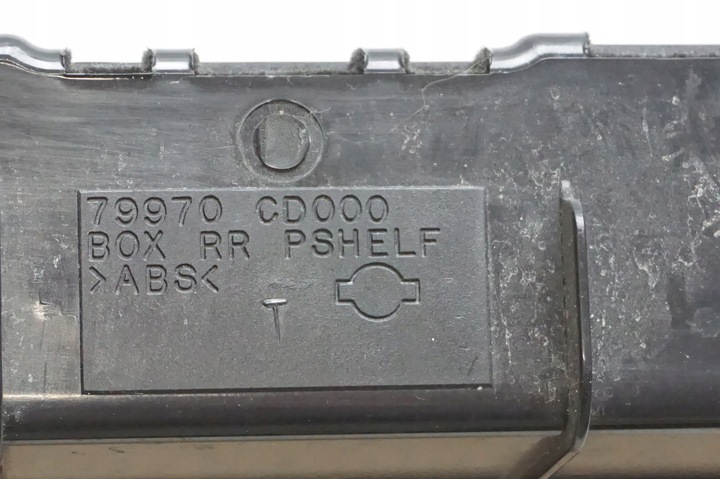 79970 CD000
BOX RR PSHELF
>ABS<
T